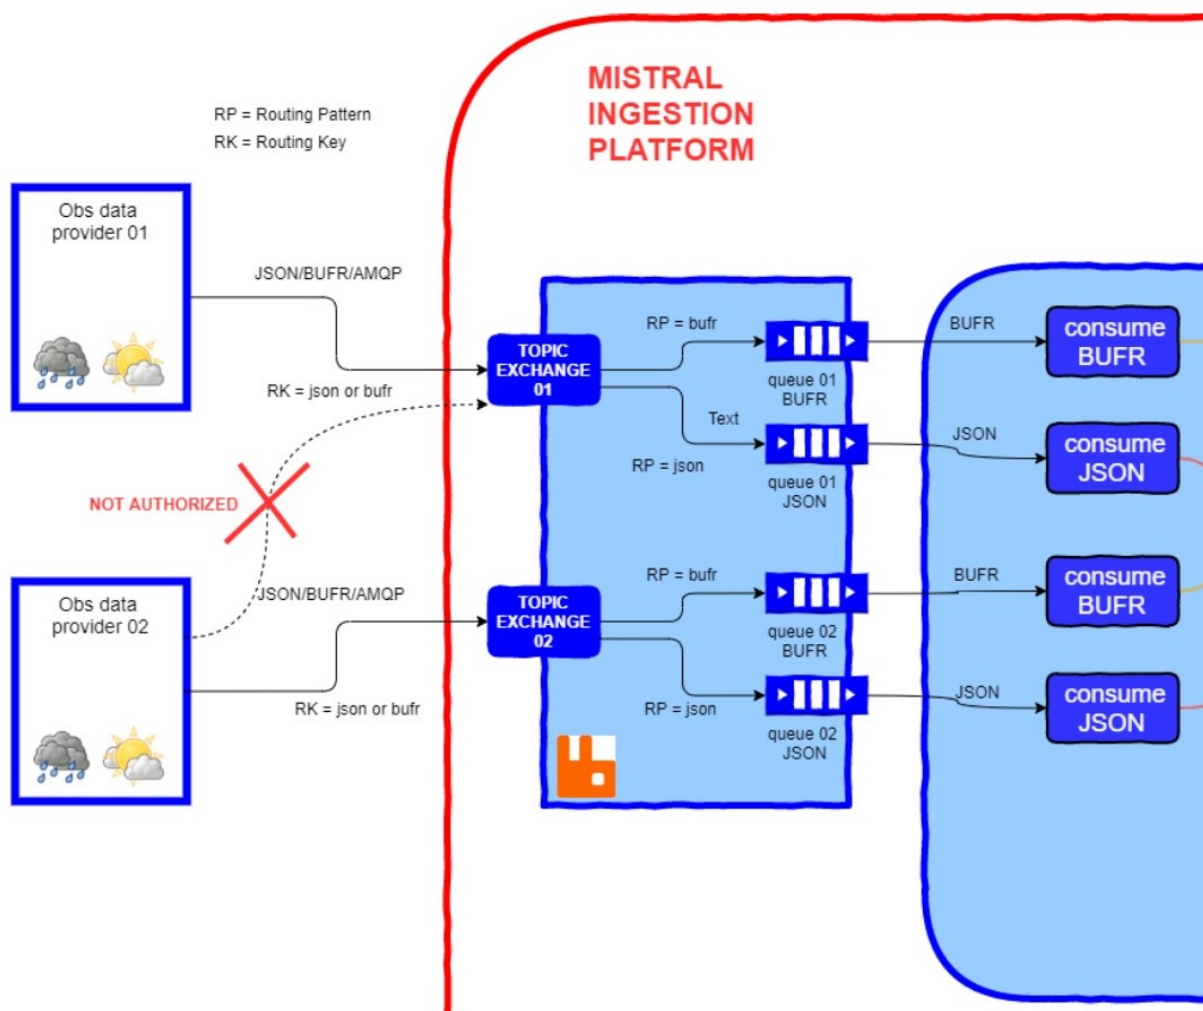 MISTRAL
INGESTION
PLATFORM
RP = Routing Pattern
RK = Routing Key
Obs data
provider 01
JSON/BUFR/AMQP
RK = json or bufr
TOPIC
EXCHANGE
01
RP = bufr
queue 01
BUFR
Text
RP = json
queue 01
JSON
BUFR
consume
BUFR
JSON
consume
JSON
NOT AUTHORIZED
Obs data
provider 02
JSON/BUFR/AMQP
RK = json or bufr
TOPIC
EXCHANGE
02
RP = bufr
queue 02
BUFR
RP = json
queue 02
JSON
BUFR
consume
BUFR
JSON
consume
JSON